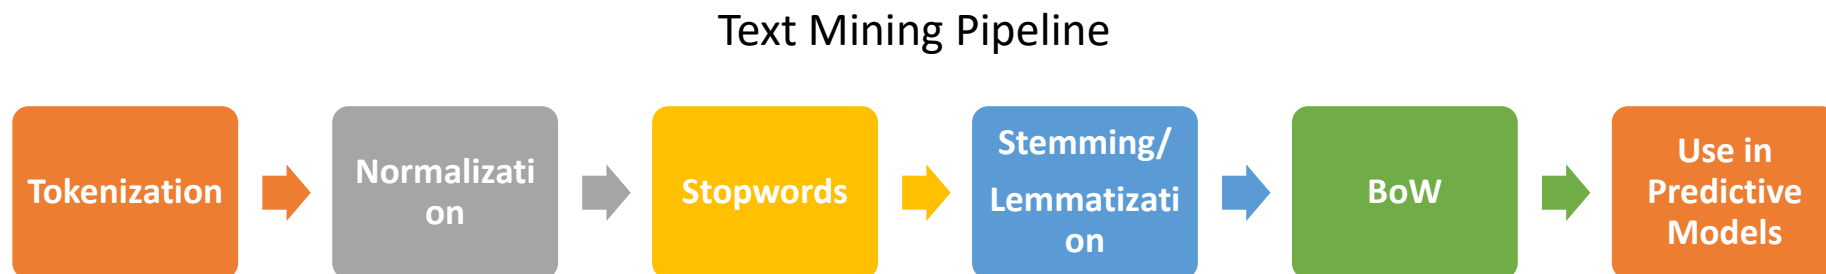 Text Mining Pipeline
Tokenization
Normalizati
on
Stopwords
Stemming/
Lemmatizati
on
BoW
Use in
Predictive
Models